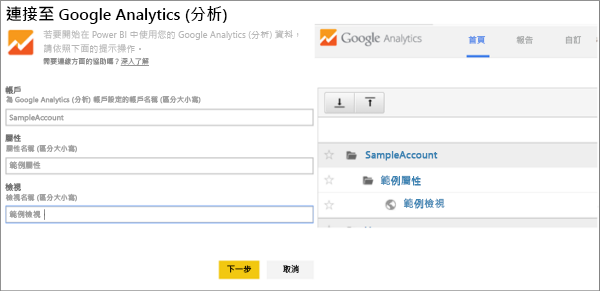 連接至 Google Analytics (分析)
若要開始在 Power BI 中使用您的 Google Analytics (分析) 資料，
請依照下面的提示操作。
需要這方面的協助嗎？深入了解
帳戶
為 Google Analytics (分析) 帳戶設定的帳戶名稱 (區分大小寫)
SampleAccount
屬性
屬性名稱 (區分大小寫)
範例屬性
檢視
檢視名稱 (區分大小寫)
範例檢視
下一步
取消
Google Analytics
首頁
報告
自訂
SampleAccount
範例屬性
範例檢視